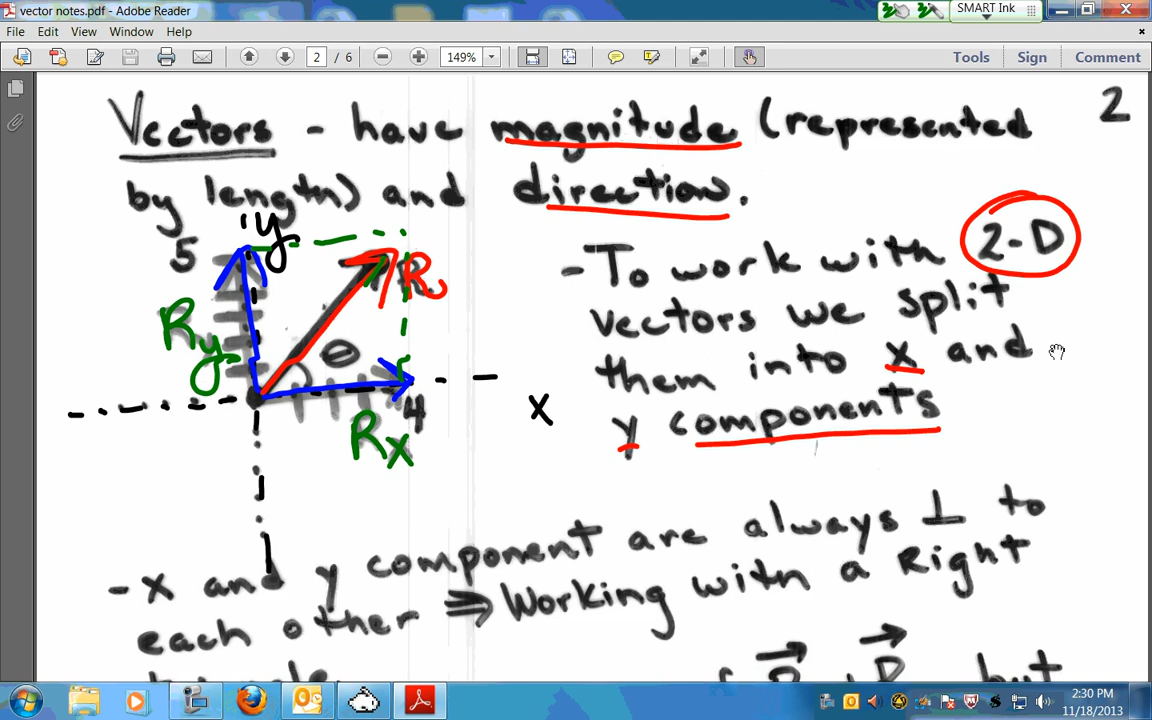 vector notes.pdf - Adobe Reader
SMART Ink
File Edit View Window Help
2 / 6 149% Tools Sign Comment
2
Vectors - have magnitude (represented
by length) and direction.
y
5
R
Ry
θ
4
Rx
x
- To work with 2-D
vectors we split
them into x and
y components
- x and y component are always ⊥ to
each other ⇒ Working with a Right
but
2:30 PM
11/18/2013